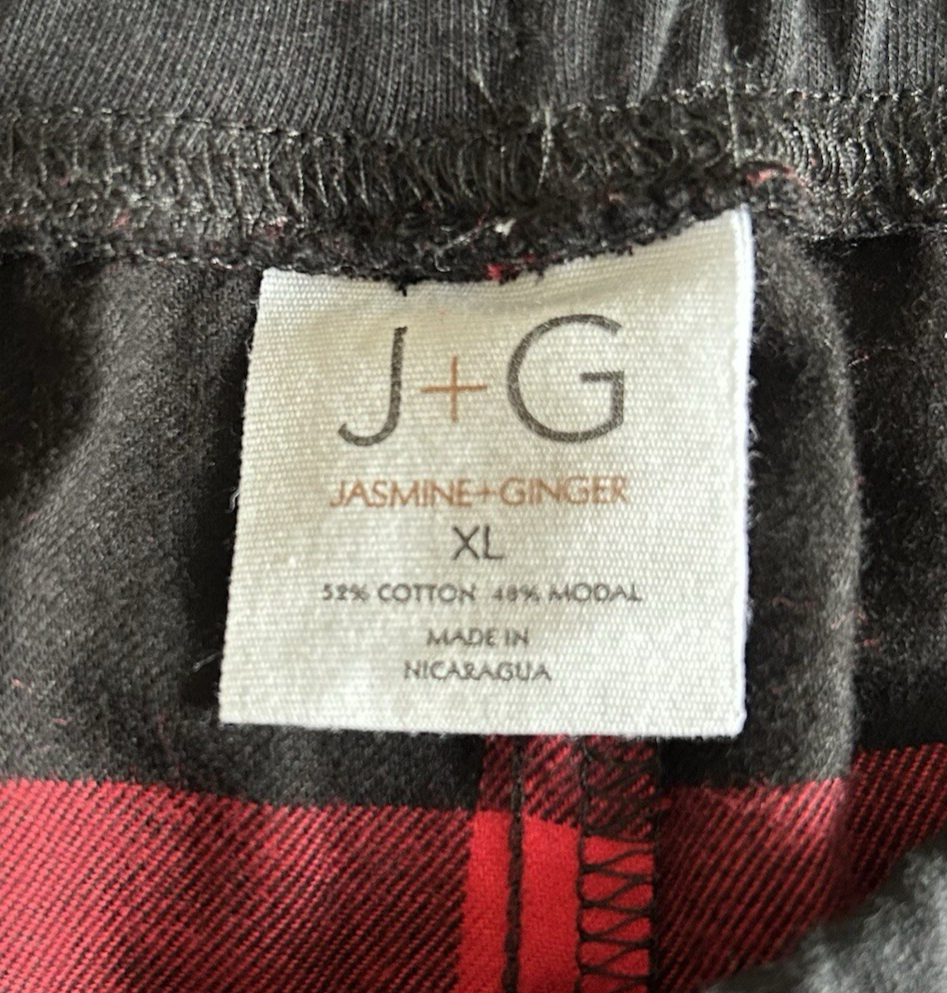 J+G
JASMINE+GINGER
XL
52% COTTON 48% MODAL
MADE IN
NICARAGUA